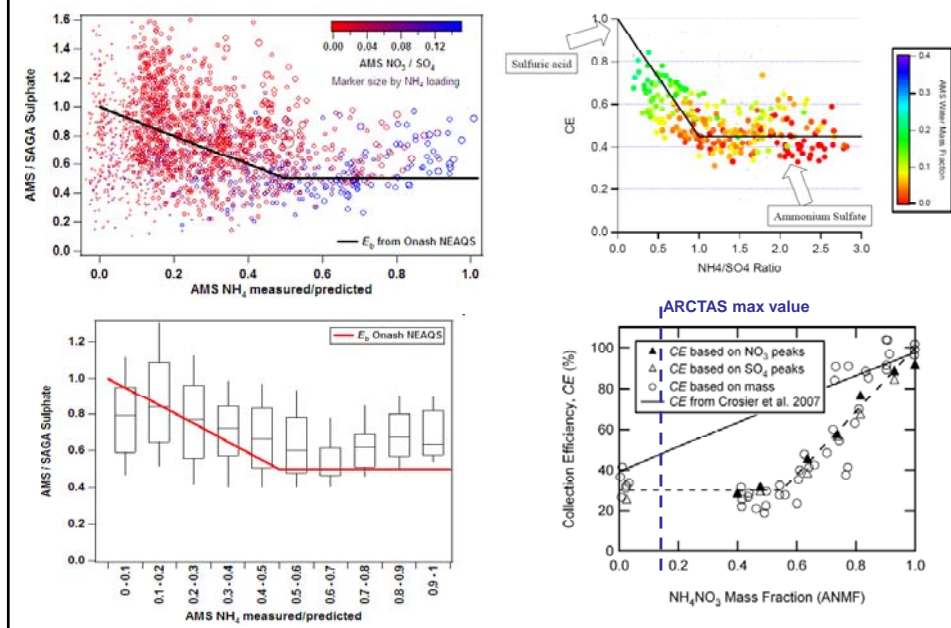 1.6
1.4
1.2
1.0
0.8
0.6
0.4
0.2
0.0
AMS / SAGA Sulphate
0.00 0.04 0.08 0.12
AMS NO3 / SO4
Marker size by NH4 loading
Eb from Onash NEAQS
0.0 0.2 0.4 0.6 0.8 1.0
AMS NH4 measured/predicted
1.0
0.8
0.6
0.4
0.2
0.0
CE
Sulfuric acid
Ammonium Sulfate
0.0 0.5 1.0 1.5 2.0 2.5 3.0
NH4/SO4 Ratio
0.4
0.3
0.2
0.1
0.0
AMS Water Mass Fraction
1.2
1.0
0.8
0.6
0.4
0.2
0.0
AMS / SAGA Sulphate
Eb Onash NEAQS
0 - 0.1 0.1 - 0.2 0.2 - 0.3 0.3 - 0.4 0.4 - 0.5 0.5 - 0.6 0.6 - 0.7 0.7 - 0.8 0.8 - 0.9 0.9 - 1
AMS NH4 measured/predicted
ARCTAS max value
100
80
60
40
20
0
Collection Efficiency, CE (%)
CE based on NO3 peaks
CE based on SO4 peaks
CE based on mass
CE from Crosier et al. 2007
0.0 0.2 0.4 0.6 0.8 1.0
NH4NO3 Mass Fraction (ANMF)